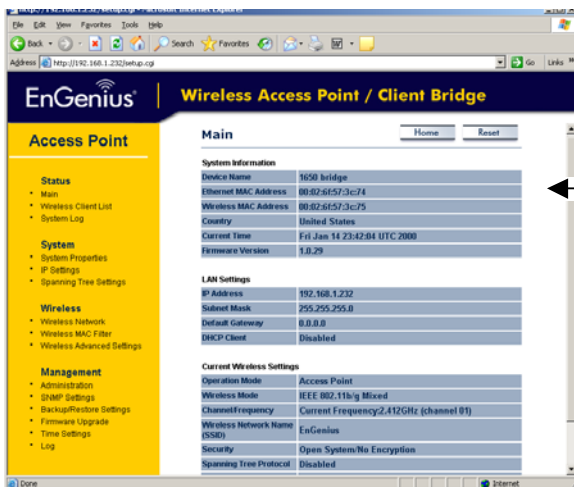 File Edit View Favorites Tools Help
Back Search Favorites
Address http://192.168.1.232/setup.cgi Go Links »
EnGenius Wireless Access Point / Client Bridge
Access Point
Status
Main
Wireless Client List
System Log
System
System Properties
IP Settings
Spanning Tree Settings
Wireless
Wireless Network
Wireless MAC Filter
Wireless Advanced Settings
Management
Administration
SNMP Settings
Backup/Restore Settings
Firmware Upgrade
Time Settings
Log
Main Home Reset
System Information
Device Name 1650 bridge
Ethernet MAC Address 00:02:6f:57:3c:74
Wireless MAC Address 00:02:6f:57:3c:75
Country United States
Current Time Fri Jan 14 23:42:04 UTC 2000
Firmware Version 1.0.29
LAN Settings
IP Address 192.168.1.232
Subnet Mask 255.255.255.0
Default Gateway 0.0.0.0
DHCP Client Disabled
Current Wireless Settings
Operation Mode Access Point
Wireless Mode IEEE 802.11b/g Mixed
Channel/Frequency Current Frequency:2.412GHz (channel 01)
Wireless Network Name
(SSID) EnGenius
Security Open System/No Encryption
Spanning Tree Protocol Disabled
Done Internet